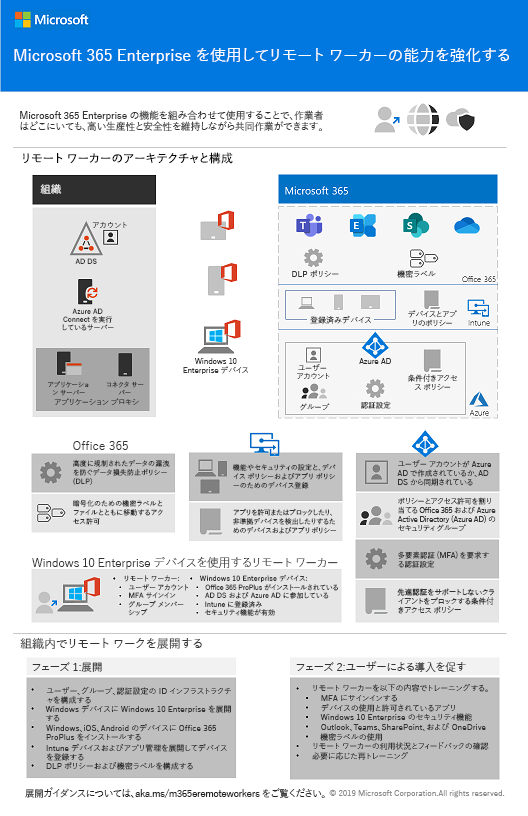 Microsoft
Microsoft 365 Enterprise を使用してリモート ワーカーの能力を強化する
Microsoft 365 Enterprise の機能を組み合わせて使用することで、作業者
はどこにいても、高い生産性と安全性を維持しながら共同作業ができます。
リモート ワーカーのアーキテクチャと構成
組織
アカウント
AD DS
Azure AD
Connect を実行
しているサーバー
アプリケーショ
ン サーバー
コネクタ サー
バー
アプリケーション プロキシ
Windows 10
Enterprise デバイス
Microsoft 365
DLP ポリシー
機密ラベル
Office 365
登録済みデバイス
デバイスとアプ
リのポリシー
Intune
Azure AD
ユーザー
アカウント
グループ
認証設定
条件付きアクセ
ス ポリシー
Azure
Office 365
高度に規制されたデータの漏洩
を防ぐデータ損失防止ポリシー
(DLP)
暗号化のための機密ラベルと
ファイルとともに移動するアク
セス許可
機能やセキュリティの設定と、デバ
イス ポリシーおよびアプリ ポリシー
のためのデバイス登録
アプリを許可またはブロックしたり、
非準拠デバイスを検出したりするた
めのデバイスおよびアプリ ポリシー
ユーザー アカウントが Azure
AD で作成されているか、AD
DS から同期されている
ポリシーとアクセス許可を割り
当てる Office 365 および Azure
Active Directory (Azure AD) の
セキュリティ グループ
多要素認証 (MFA) を要求す
る認証設定
先進認証をサポートしないクラ
イアントをブロックする条件付
きアクセス ポリシー
Windows 10 Enterprise デバイスを使用するリモート ワーカー
• リモート ワーカー:
• ユーザー アカウント
• MFA サインイン
• グループ メンバー
シップ
• Windows 10 Enterprise デバイス:
• Office 365 ProPlus がインストールされている
• AD DS および Azure AD に参加している
• Intune に登録済み
• セキュリティ機能が有効
組織内でリモート ワークを展開する
フェーズ 1:展開
• ユーザー、グループ、認証設定の ID インフラストラクチ
ャを構成する
• Windows デバイスに Windows 10 Enterprise を展開
する
• Windows、iOS、Android のデバイスに Office 365
ProPlus をインストールする
• Intune デバイスおよびアプリ管理を展開してデバイス
を登録する
• DLP ポリシーおよび機密ラベルを構成する
フェーズ 2:ユーザーによる導入を促す
• リモート ワーカーを以下の内容でトレーニングする。
• MFA にサインインする
• デバイスの使用と許可されているアプリ
• Windows 10 Enterprise のセキュリティ機能
• Outlook、Teams、SharePoint、および OneDrive
• 機密ラベルの使用
• リモート ワーカーの利用状況とフィードバックの確認
• 必要に応じた再トレーニング
展開ガイダンスについては、aka.ms/m365eremoteworkers をご覧ください。 © 2019 Microsoft Corporation.All rights reserved.